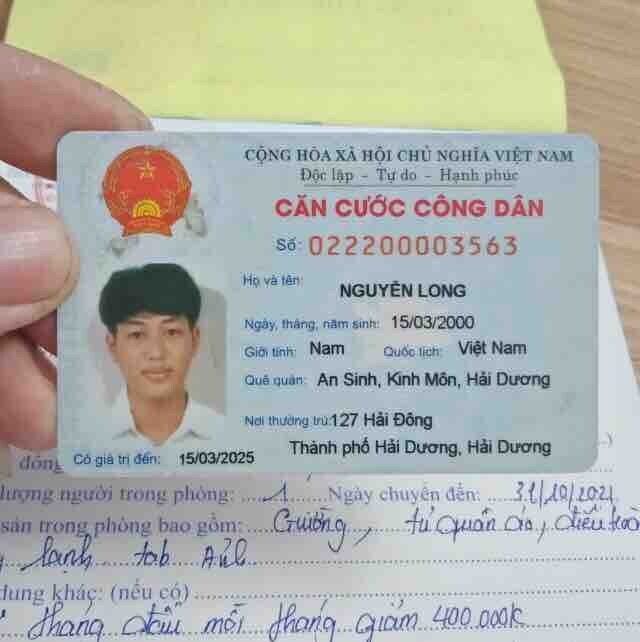 CỘNG HÒA XÃ HỘI CHỦ NGHĨA VIỆT NAM
Độc lập - Tự do - Hạnh phúc
CĂN CƯỚC CÔNG DÂN
Số: 022200003563
Họ và tên:
NGUYỄN LONG
Ngày, tháng, năm sinh: 15/03/2000
Giới tính: Nam Quốc tịch: Việt Nam
Quê quán: An Sinh, Kinh Môn, Hải Dương
Nơi thường trú: 127 Hải Đông
Thành phố Hải Dương, Hải Dương
Có giá trị đến: 15/03/2025
đóng
lượng người trong phòng: 1 Ngày chuyển đến: 31/10/2021
sản trong phòng bao gồm: Giường, tủ quần áo, điều hòa
lạnh
dung khác: (nếu có)
tháng đầu mỗi tháng giảm 400.000k